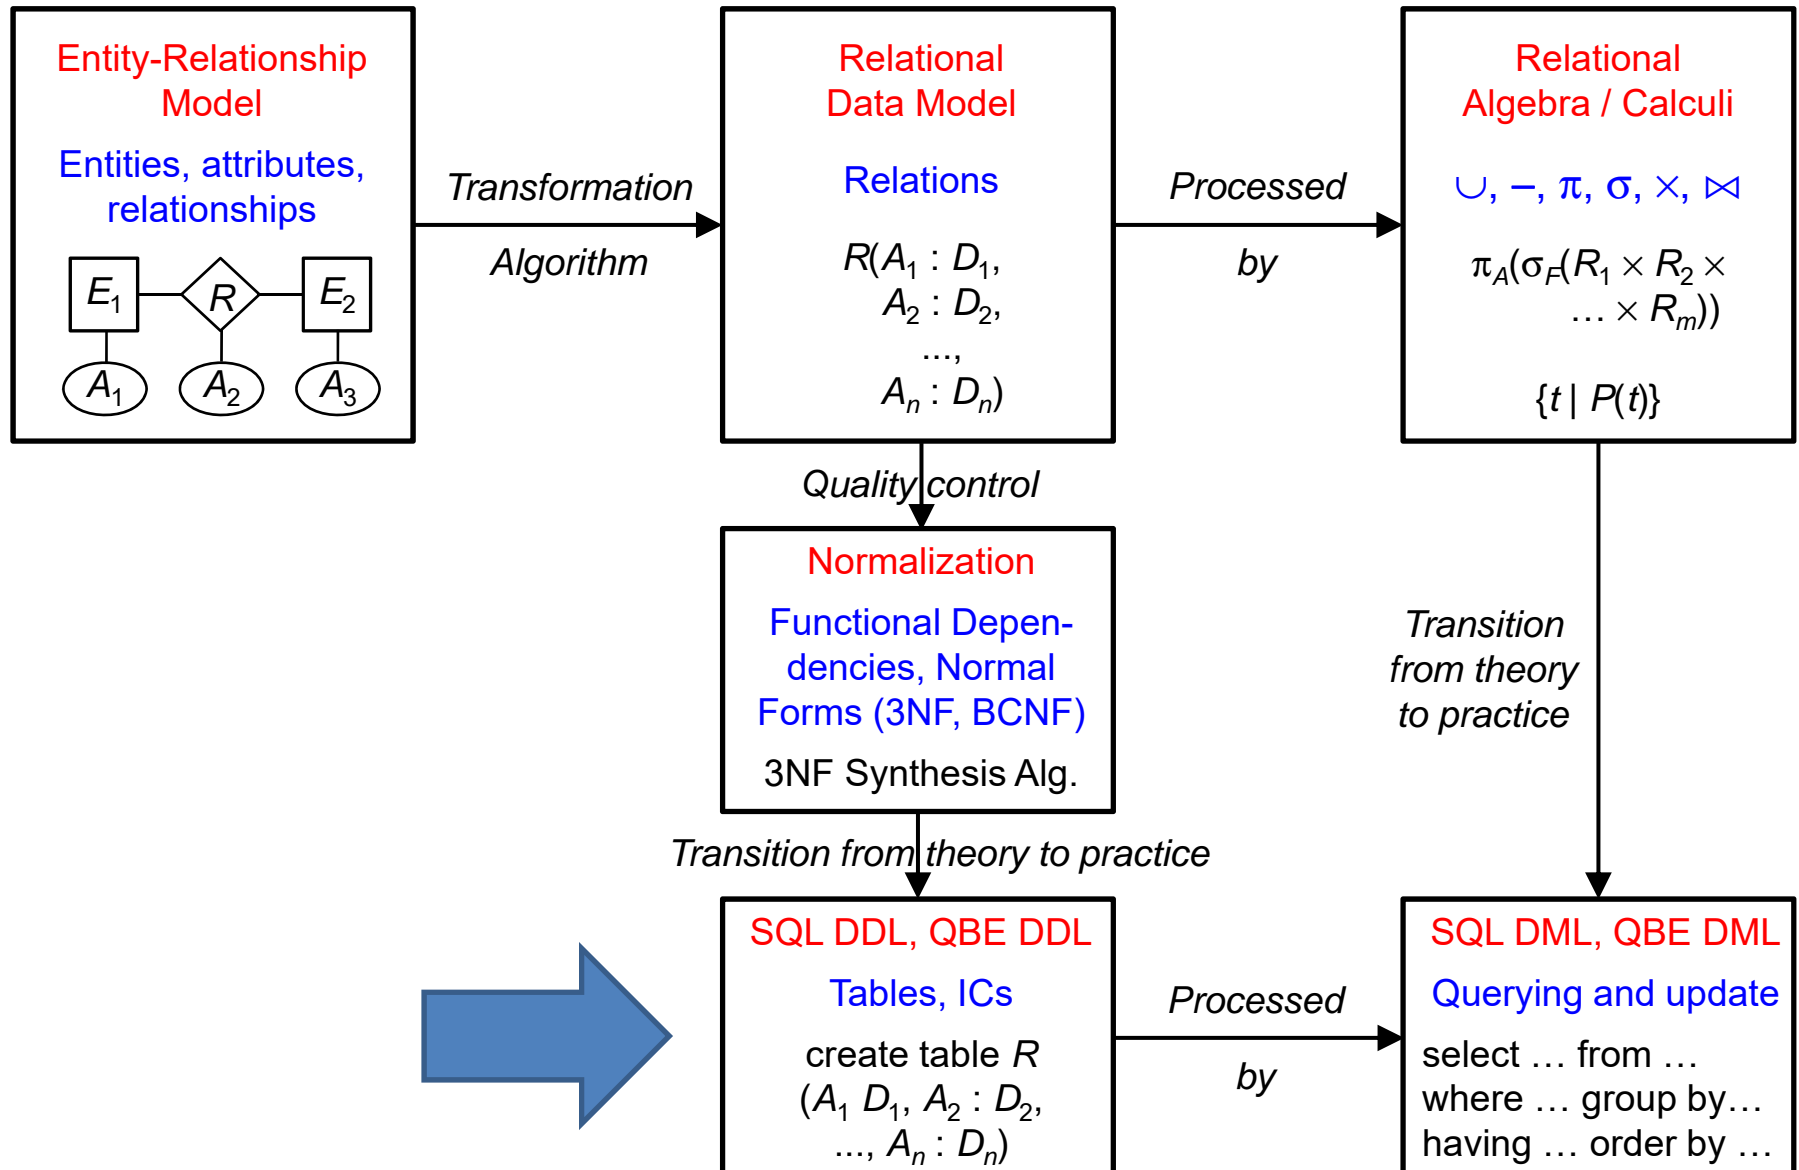 Entity-Relationship
Model
Entities, attributes,
relationships
E1
R
E2
A1
A2
A3
Transformation
Algorithm
Relational
Data Model
Relations
R(A1 : D1,
A2 : D2,
...,
An : Dn)
Processed
by
Relational
Algebra / Calculi
∪, –, π, σ, ×, ⋈
πA(σF(R1 × R2 ×
… × Rm))
{t | P(t)}
Quality control
Normalization
Functional Depen-
dencies, Normal
Forms (3NF, BCNF)
3NF Synthesis Alg.
Transition
from theory
to practice
Transition from theory to practice
SQL DDL, QBE DDL
Tables, ICs
create table R
(A1 D1, A2 : D2,
..., An : Dn)
Processed
by
SQL DML, QBE DML
Querying and update
select … from …
where … group by…
having … order by …